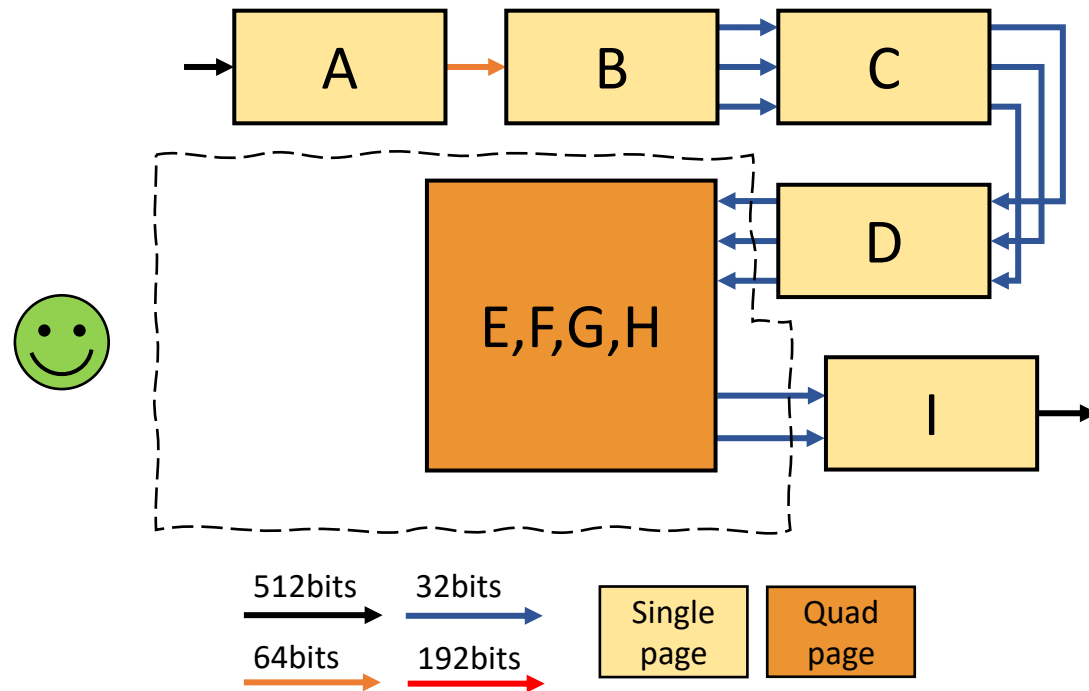 A
B
C
D
E,F,G,H
I
512bits
32bits
64bits
192bits
Single
page
Quad
page